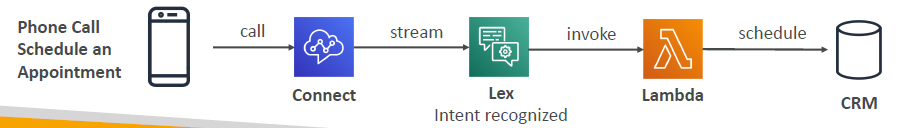 Phone Call
Schedule an
Appointment
call
Connect
stream
Lex
Intent recognized
invoke
Lambda
schedule
CRM